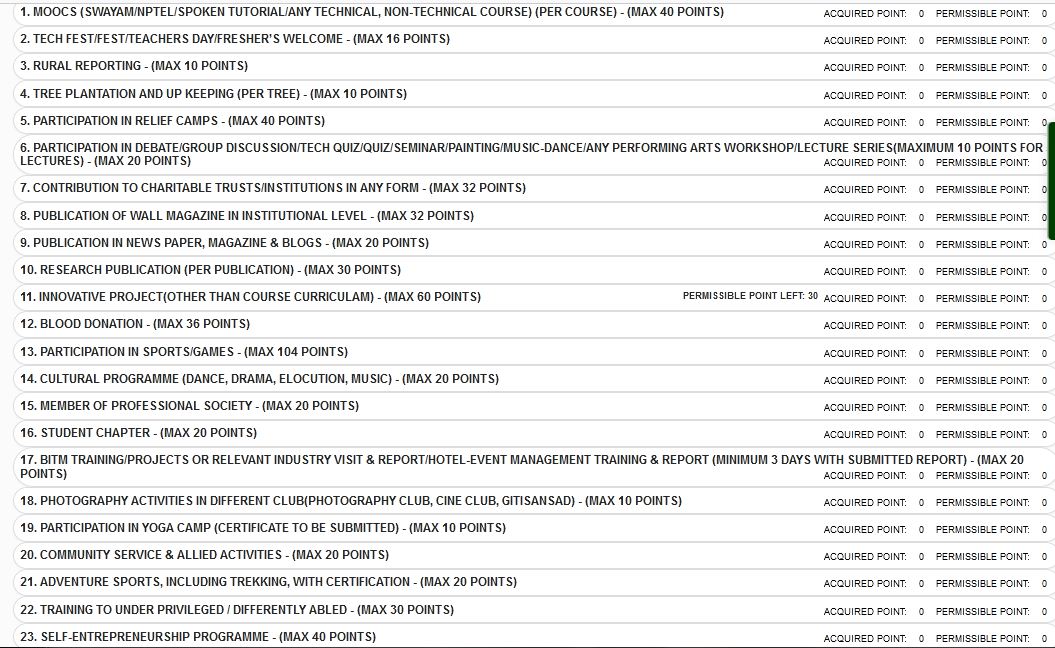 1. MOOCS (SWAYAM/NPTEL/SPOKEN TUTORIAL/ANY TECHNICAL, NON-TECHNICAL COURSE) (PER COURSE) - (MAX 40 POINTS) ACQUIRED POINT: 0 PERMISSIBLE POINT: 0
2. TECH FEST/FEST/TEACHERS DAY/FRESHER'S WELCOME - (MAX 16 POINTS) ACQUIRED POINT: 0 PERMISSIBLE POINT: 0
3. RURAL REPORTING - (MAX 10 POINTS) ACQUIRED POINT: 0 PERMISSIBLE POINT: 0
4. TREE PLANTATION AND UP KEEPING (PER TREE) - (MAX 10 POINTS) ACQUIRED POINT: 0 PERMISSIBLE POINT: 0
5. PARTICIPATION IN RELIEF CAMPS - (MAX 40 POINTS) ACQUIRED POINT: 0 PERMISSIBLE POINT: 0
6. PARTICIPATION IN DEBATE/GROUP DISCUSSION/TECH QUIZ/QUIZ/SEMINAR/PAINTING/MUSIC-DANCE/ANY PERFORMING ARTS WORKSHOP/LECTURE SERIES(MAXIMUM 10 POINTS FOR
LECTURES) - (MAX 20 POINTS) ACQUIRED POINT: 0 PERMISSIBLE POINT: 0
7. CONTRIBUTION TO CHARITABLE TRUSTS/INSTITUTIONS IN ANY FORM - (MAX 32 POINTS) ACQUIRED POINT: 0 PERMISSIBLE POINT: 0
8. PUBLICATION OF WALL MAGAZINE IN INSTITUTIONAL LEVEL - (MAX 32 POINTS) ACQUIRED POINT: 0 PERMISSIBLE POINT: 0
9. PUBLICATION IN NEWS PAPER, MAGAZINE & BLOGS - (MAX 20 POINTS) ACQUIRED POINT: 0 PERMISSIBLE POINT: 0
10. RESEARCH PUBLICATION (PER PUBLICATION) - (MAX 30 POINTS) ACQUIRED POINT: 0 PERMISSIBLE POINT: 0
11. INNOVATIVE PROJECT(OTHER THAN COURSE CURRICULAM) - (MAX 60 POINTS) PERMISSIBLE POINT LEFT: 30 ACQUIRED POINT: 0 PERMISSIBLE POINT: 0
12. BLOOD DONATION - (MAX 36 POINTS) ACQUIRED POINT: 0 PERMISSIBLE POINT: 0
13. PARTICIPATION IN SPORTS/GAMES - (MAX 104 POINTS) ACQUIRED POINT: 0 PERMISSIBLE POINT: 0
14. CULTURAL PROGRAMME (DANCE, DRAMA, ELOCUTION, MUSIC) - (MAX 20 POINTS) ACQUIRED POINT: 0 PERMISSIBLE POINT: 0
15. MEMBER OF PROFESSIONAL SOCIETY - (MAX 20 POINTS) ACQUIRED POINT: 0 PERMISSIBLE POINT: 0
16. STUDENT CHAPTER - (MAX 20 POINTS) ACQUIRED POINT: 0 PERMISSIBLE POINT: 0
17. BITM TRAINING/PROJECTS OR RELEVANT INDUSTRY VISIT & REPORT/HOTEL-EVENT MANAGEMENT TRAINING & REPORT (MINIMUM 3 DAYS WITH SUBMITTED REPORT) - (MAX 20
POINTS) ACQUIRED POINT: 0 PERMISSIBLE POINT: 0
18. PHOTOGRAPHY ACTIVITIES IN DIFFERENT CLUB(PHOTOGRAPHY CLUB, CINE CLUB, GITISANSAD) - (MAX 10 POINTS) ACQUIRED POINT: 0 PERMISSIBLE POINT: 0
19. PARTICIPATION IN YOGA CAMP (CERTIFICATE TO BE SUBMITTED) - (MAX 10 POINTS) ACQUIRED POINT: 0 PERMISSIBLE POINT: 0
20. COMMUNITY SERVICE & ALLIED ACTIVITIES - (MAX 20 POINTS) ACQUIRED POINT: 0 PERMISSIBLE POINT: 0
21. ADVENTURE SPORTS, INCLUDING TREKKING, WITH CERTIFICATION - (MAX 20 POINTS) ACQUIRED POINT: 0 PERMISSIBLE POINT: 0
22. TRAINING TO UNDER PRIVILEGED / DIFFERENTLY ABLED - (MAX 30 POINTS) ACQUIRED POINT: 0 PERMISSIBLE POINT: 0
23. SELF-ENTREPRENEURSHIP PROGRAMME - (MAX 40 POINTS) ACQUIRED POINT: 0 PERMISSIBLE POINT: 0